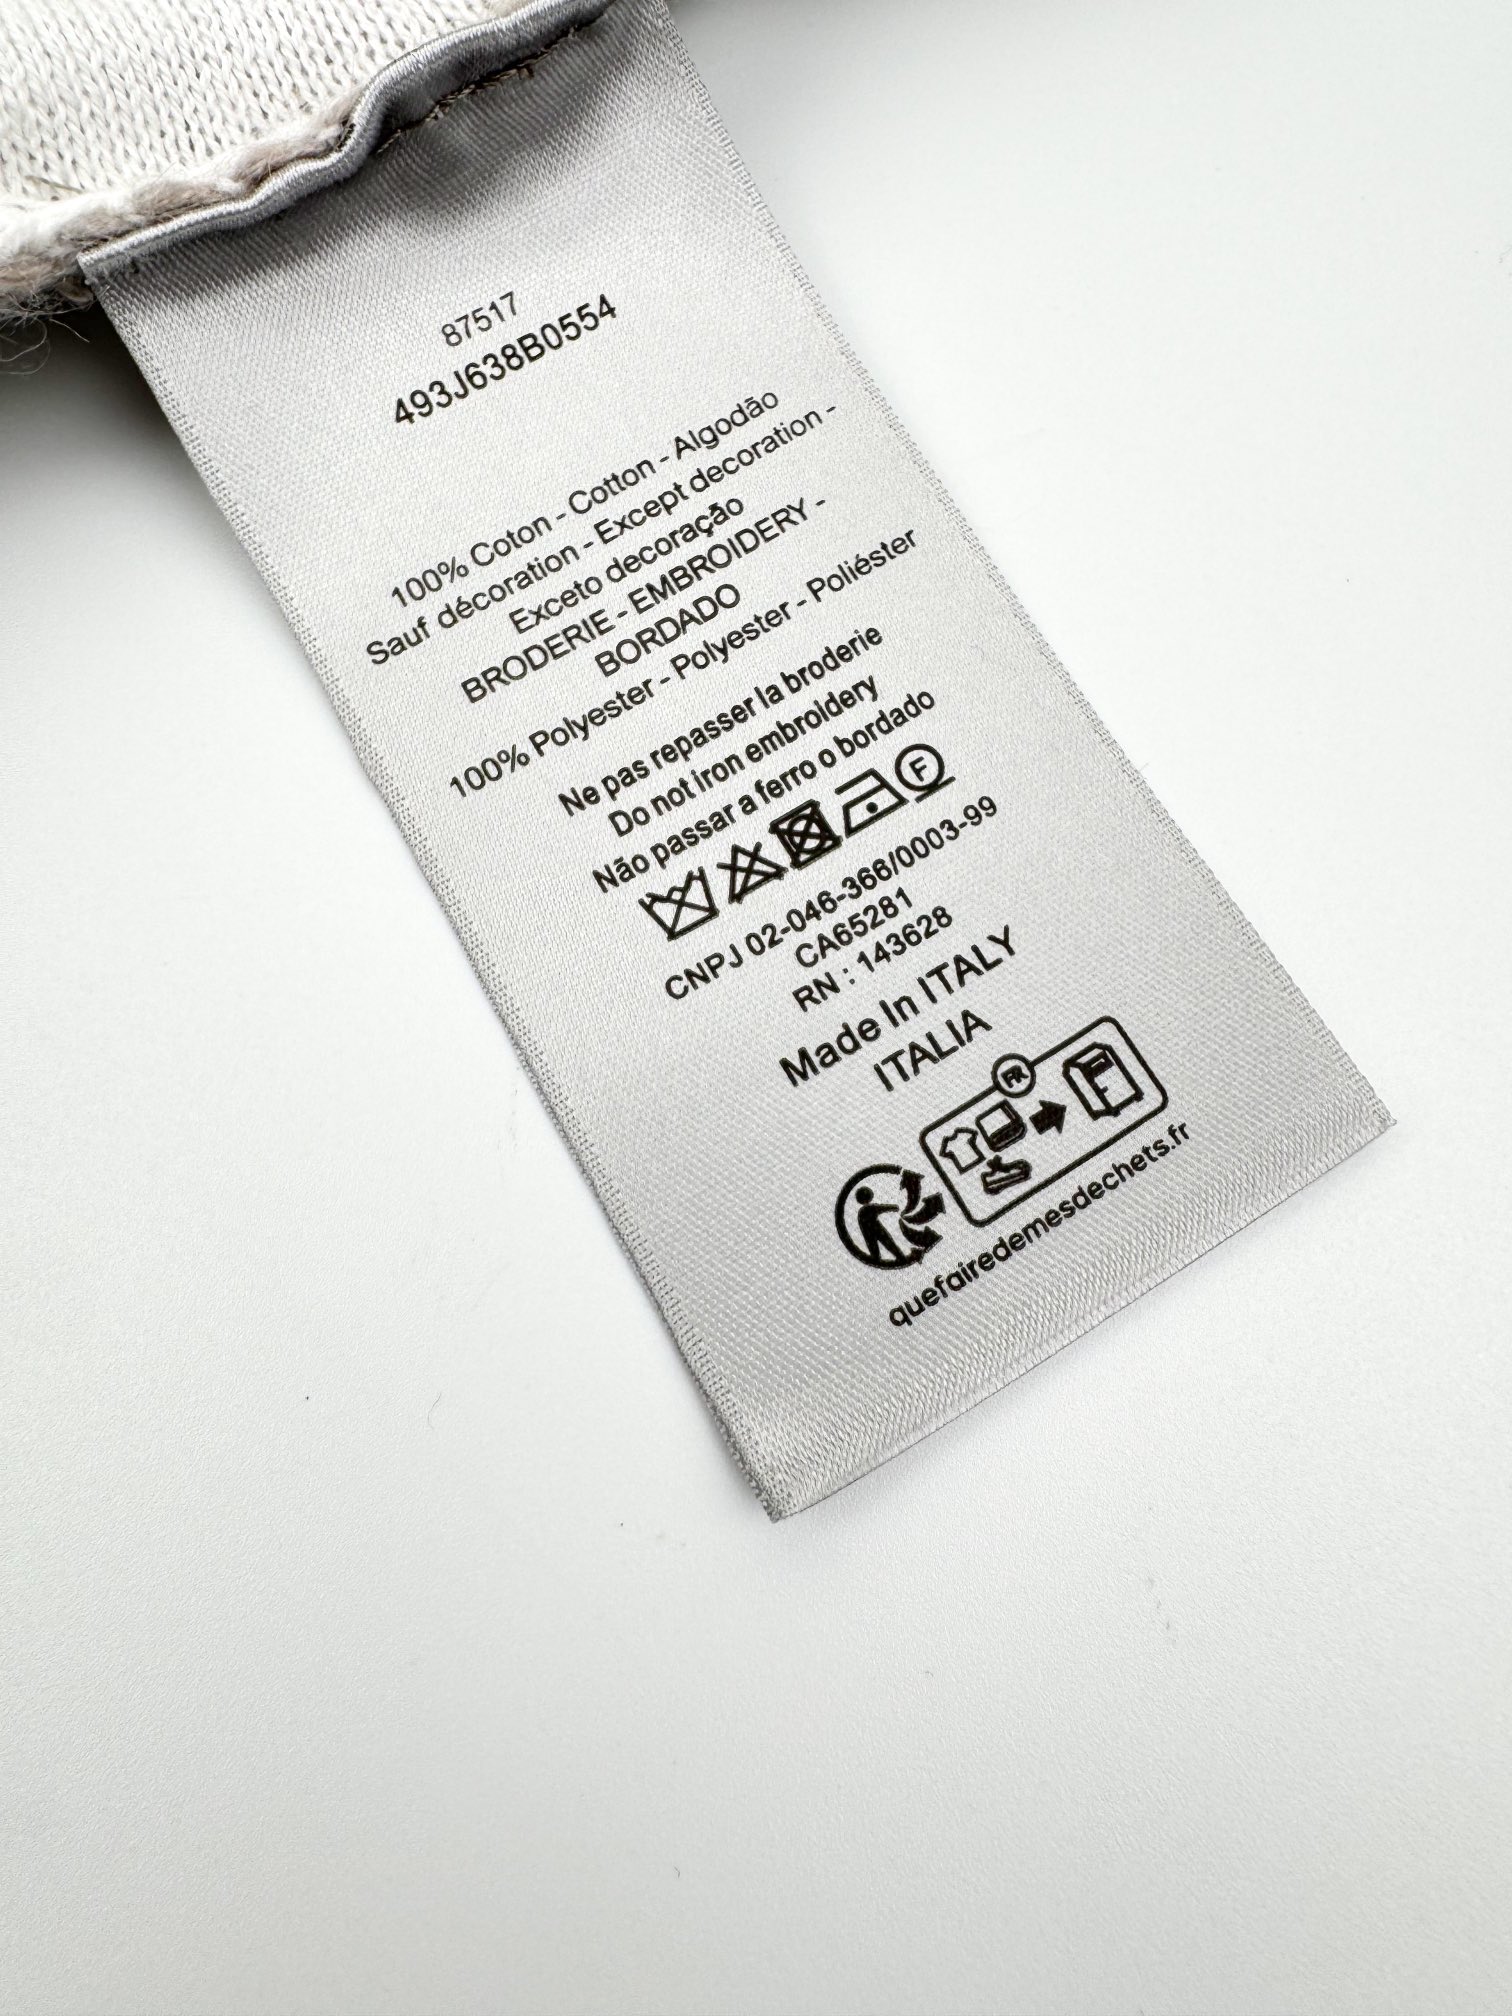 87517
493J638B0554
100% Coton - Cotton - Algodão
Sauf décoration - Except decoration -
Exceto decoração
BRODERIE - EMBROIDERY -
BORDADO
100% Polyester - Polyester - Poliéster
Ne pas repasser la broderie
Do not iron embroidery
Não passar a ferro o bordado
F
CNPJ 02-046-366/0003-99
CA65281
RN : 143628
Made In ITALY
ITALIA
FR
quefairedemesdechets.fr